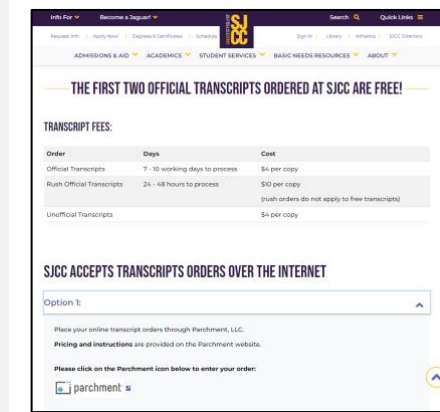 Info For
Become a Jaguar!
Search
Quick Links
Request Info | Apply Now! | Degrees & Certificates | Schedule
SJCC
Sign In | Library | Athletics | SJCC Directory
ADMISSIONS & AID ACADEMICS STUDENT SERVICES BASIC NEEDS RESOURCES ABOUT
THE FIRST TWO OFFICIAL TRANSCRIPTS ORDERED AT SJCC ARE FREE!
TRANSCRIPT FEES:
Order Days Cost
Official Transcripts 7 - 10 working days to process $4 per copy
Rush Official Transcripts 24 - 48 hours to process $10 per copy
(rush orders do not apply to free transcripts)
Unofficial Transcripts $4 per copy
SJCC ACCEPTS TRANSCRIPTS ORDERS OVER THE INTERNET
Option 1:
Place your online transcript orders through Parchment, LLC.
Pricing and instructions are provided on the Parchment website.
Please click on the Parchment icon below to enter your order:
parchment